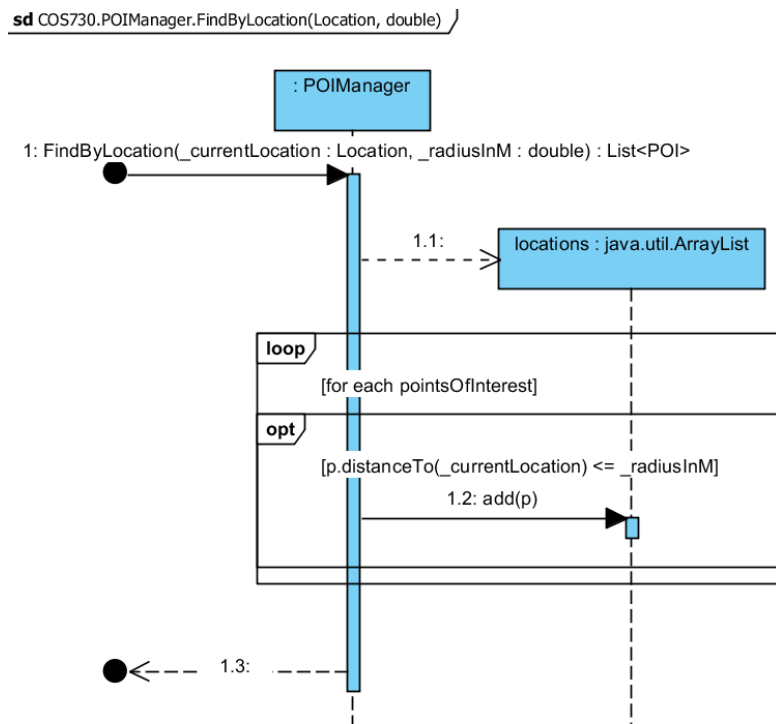 sd COS730.POIManager.FindByLocation(Location, double)
: POIManager
1: FindByLocation(_currentLocation : Location, _radiusInM : double) : List<POI>
1.1:
locations : java.util.ArrayList
loop
[for each pointsOfInterest]
opt
[p.distanceTo(_currentLocation) <= _radiusInM]
1.2: add(p)
1.3: